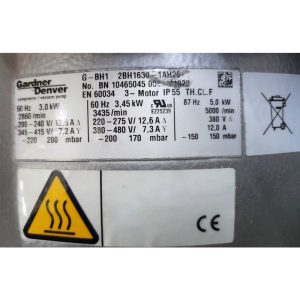 Gardner
Denver
G-BH1 2BH1630-1AH26
No. BN 10465045
EN 60034 3~ Motor IP 55 TH.CL.F
50 Hz 3,0 kW
2860 /min
200-240 V/ 12,5 A
345-415 V/ 7,2 A
-220 200 mbar
60 Hz 3,45 kW
3435 /min
220-275 V/ 12,6 A
380-480 V/ 7,3 A
-200 170 mbar
87 Hz 5,0 kW
5000 /min
380 V
12,0 A
-150 150 mbar
CE